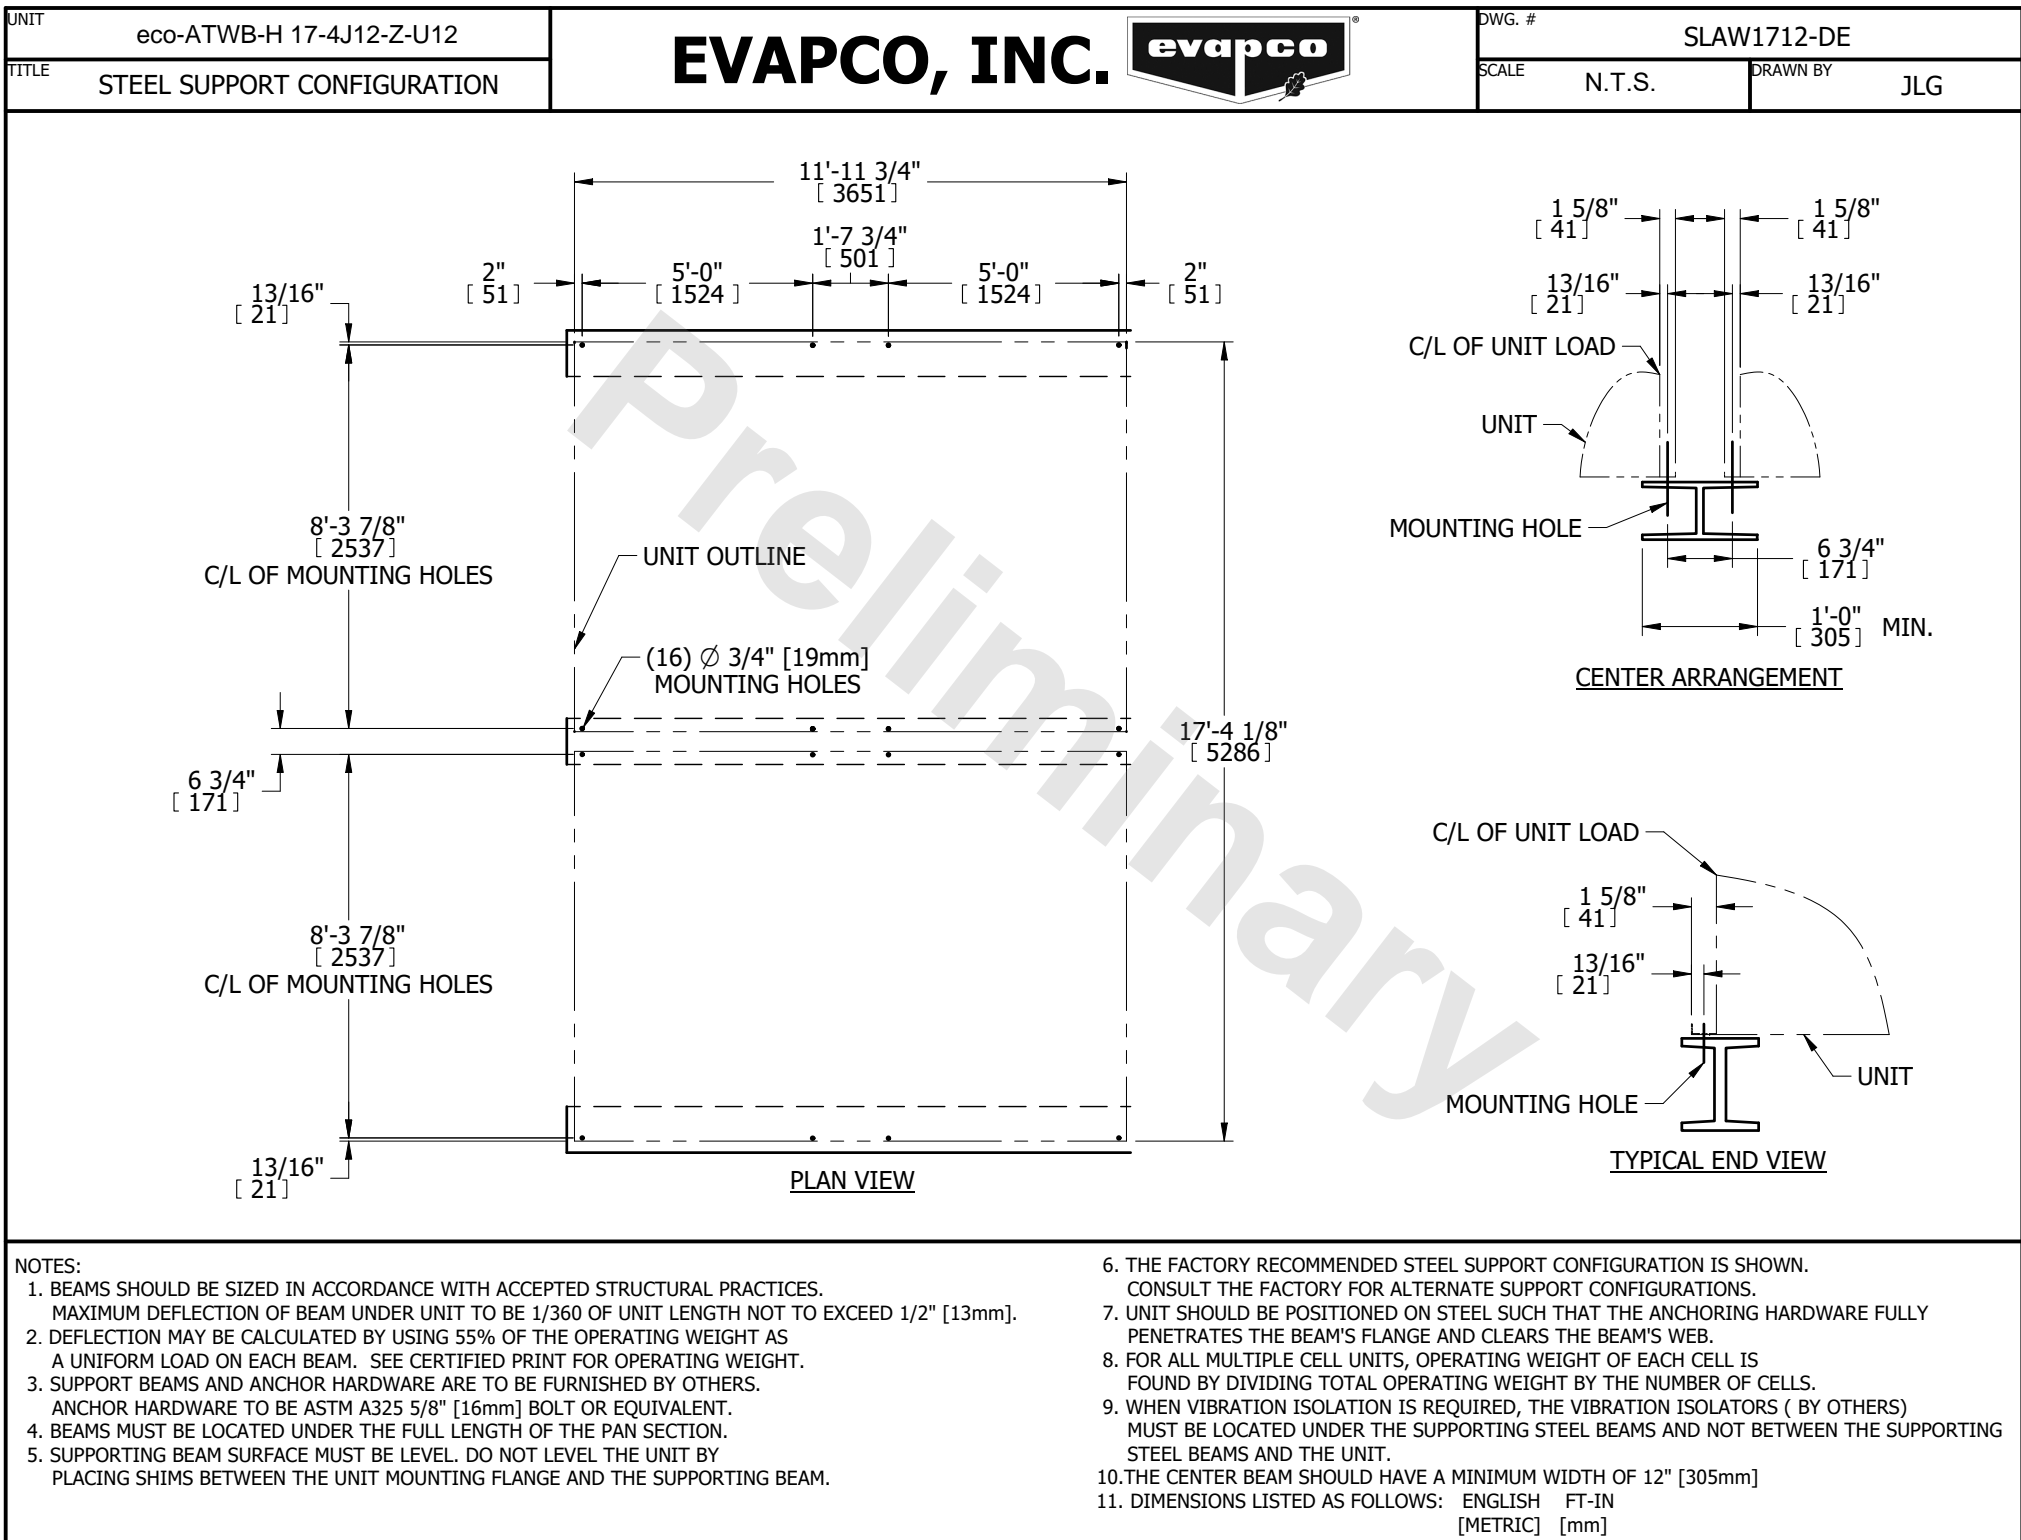 UNIT
eco-ATWB-H 17-4J12-Z-U12
TITLE
STEEL SUPPORT CONFIGURATION
EVAPCO, INC.
evapco
®
DWG. #
SLAW1712-DE
SCALE
N.T.S.
DRAWN BY
JLG
11'-11 3/4"
[ 3651 ]
1'-7 3/4"
[ 501 ]
2"
[ 51 ]
5'-0"
[ 1524 ]
5'-0"
[ 1524 ]
2"
[ 51 ]
13/16"
[ 21 ]
8'-3 7/8"
[ 2537 ]
C/L OF MOUNTING HOLES
UNIT OUTLINE
(16) Ø 3/4" [19mm]
MOUNTING HOLES
6 3/4"
[ 171 ]
17'-4 1/8"
[ 5286 ]
8'-3 7/8"
[ 2537 ]
C/L OF MOUNTING HOLES
13/16"
[ 21 ]
PLAN VIEW
Preliminary
1 5/8"
[ 41 ]
1 5/8"
[ 41 ]
13/16"
[ 21 ]
13/16"
[ 21 ]
C/L OF UNIT LOAD
UNIT
MOUNTING HOLE
6 3/4"
[ 171 ]
1'-0"
[ 305 ] MIN.
CENTER ARRANGEMENT
C/L OF UNIT LOAD
1 5/8"
[ 41 ]
13/16"
[ 21 ]
UNIT
MOUNTING HOLE
TYPICAL END VIEW
NOTES:
1. BEAMS SHOULD BE SIZED IN ACCORDANCE WITH ACCEPTED STRUCTURAL PRACTICES.
MAXIMUM DEFLECTION OF BEAM UNDER UNIT TO BE 1/360 OF UNIT LENGTH NOT TO EXCEED 1/2" [13mm].
2. DEFLECTION MAY BE CALCULATED BY USING 55% OF THE OPERATING WEIGHT AS
A UNIFORM LOAD ON EACH BEAM. SEE CERTIFIED PRINT FOR OPERATING WEIGHT.
3. SUPPORT BEAMS AND ANCHOR HARDWARE ARE TO BE FURNISHED BY OTHERS.
ANCHOR HARDWARE TO BE ASTM A325 5/8" [16mm] BOLT OR EQUIVALENT.
4. BEAMS MUST BE LOCATED UNDER THE FULL LENGTH OF THE PAN SECTION.
5. SUPPORTING BEAM SURFACE MUST BE LEVEL. DO NOT LEVEL THE UNIT BY
PLACING SHIMS BETWEEN THE UNIT MOUNTING FLANGE AND THE SUPPORTING BEAM.
6. THE FACTORY RECOMMENDED STEEL SUPPORT CONFIGURATION IS SHOWN.
CONSULT THE FACTORY FOR ALTERNATE SUPPORT CONFIGURATIONS.
7. UNIT SHOULD BE POSITIONED ON STEEL SUCH THAT THE ANCHORING HARDWARE FULLY
PENETRATES THE BEAM'S FLANGE AND CLEARS THE BEAM'S WEB.
8. FOR ALL MULTIPLE CELL UNITS, OPERATING WEIGHT OF EACH CELL IS
FOUND BY DIVIDING TOTAL OPERATING WEIGHT BY THE NUMBER OF CELLS.
9. WHEN VIBRATION ISOLATION IS REQUIRED, THE VIBRATION ISOLATORS ( BY OTHERS)
MUST BE LOCATED UNDER THE SUPPORTING STEEL BEAMS AND NOT BETWEEN THE SUPPORTING
STEEL BEAMS AND THE UNIT.
10.THE CENTER BEAM SHOULD HAVE A MINIMUM WIDTH OF 12" [305mm]
11. DIMENSIONS LISTED AS FOLLOWS: ENGLISH FT-IN
[METRIC] [mm]